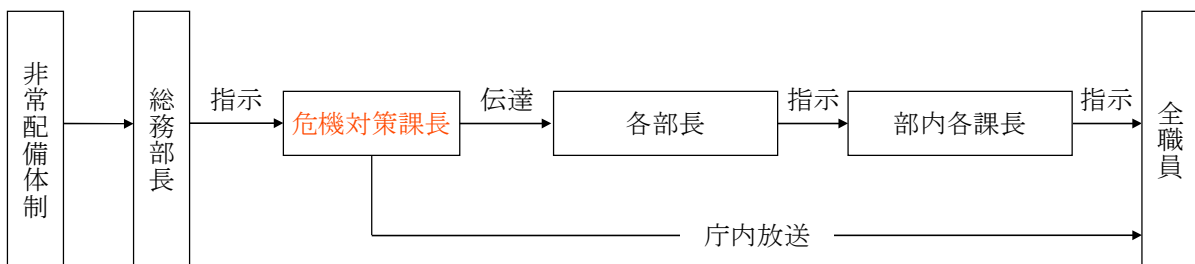 非常配備体制
総務部長
指示
危機対策課長
伝達
各部長
指示
部内各課長
指示
全職員
庁内放送